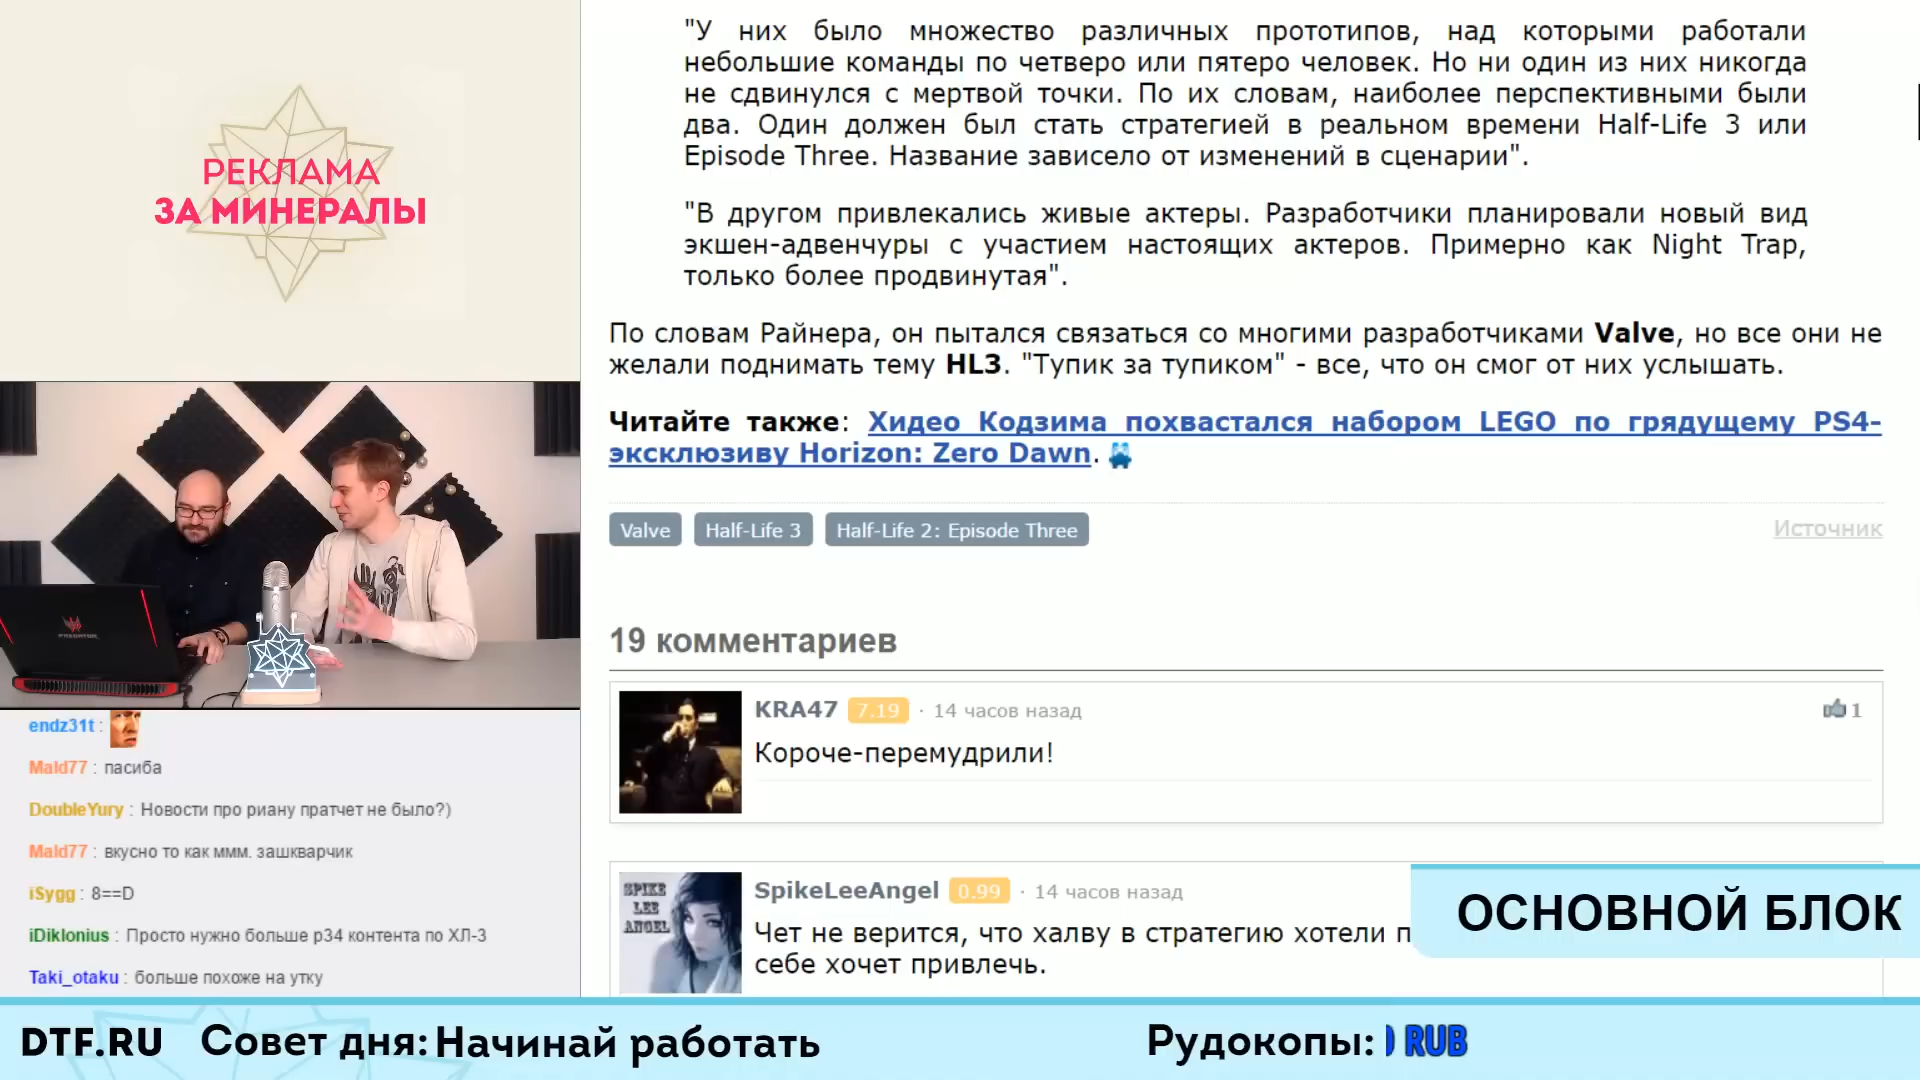 РЕКЛАМА
ЗА МИНЕРАЛЫ
PREDATOR
endz31t :
Mald77 : пасиба
DoubleYury : Новости про риану пратчет не было?)
Mald77 : вкусно то как ммм. зашкварчик
iSygg : 8==D
iDiklonius : Просто нужно больше р34 контента по ХЛ-3
Taki_otaku : больше похоже на утку
"У них было множество различных прототипов, над которыми работали
небольшие команды по четверо или пятеро человек. Но ни один из них никогда
не сдвинулся с мертвой точки. По их словам, наиболее перспективными были
два. Один должен был стать стратегией в реальном времени Half-Life 3 или
Episode Three. Название зависело от изменений в сценарии".
"В другом привлекались живые актеры. Разработчики планировали новый вид
экшен-адвенчуры с участием настоящих актеров. Примерно как Night Trap,
только более продвинутая".
По словам Райнера, он пытался связаться со многими разработчиками Valve, но все они не
желали поднимать тему HL3. "Тупик за тупиком" - все, что он смог от них услышать.
Читайте также: Хидео Кодзима похвастался набором LEGO по грядущему PS4-
эксклюзиву Horizon: Zero Dawn.
Valve Half-Life 3 Half-Life 2: Episode Three Источник
19 комментариев
KRA47 7.19 · 14 часов назад 1
Короче-перемудрили!
SPIKE
LEE
ANGEL
SpikeLeeAngel 0.99 · 14 часов назад
Чет не верится, что халву в стратегию хотели п
себе хочет привлечь.
ОСНОВНОЙ БЛОК
DTF.RU Совет дня: Начинай работать Рудокопы: RUB